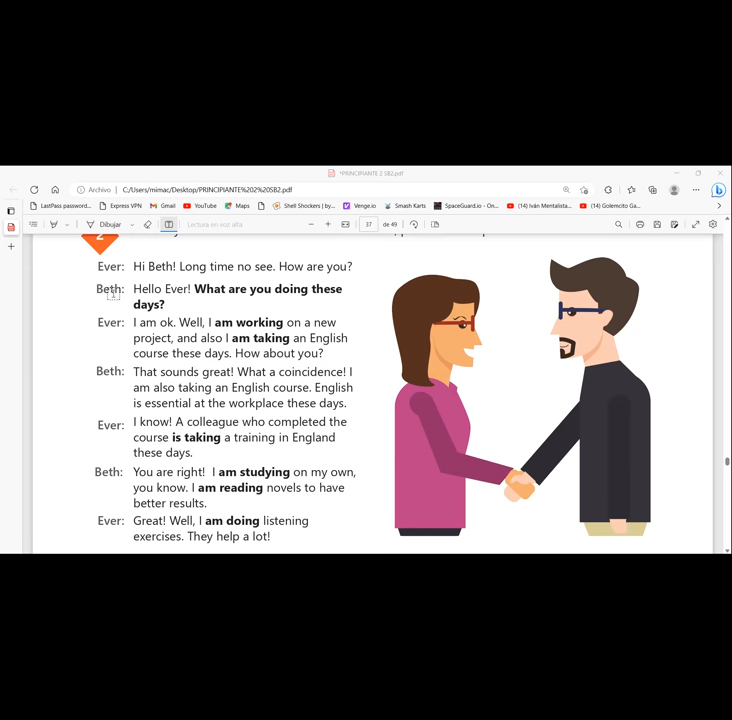 *PRINCIPIANTE 2 SB2.pdf
Archivo C:/Users/mimac/Desktop/PRINCIPIANTE%202%20SB2.pdf
LastPass password... Express VPN Gmail YouTube Maps Shell Shockers | by... Venge.io Smash Karts SpaceGuard.io - On... (14) Iván Mentalista... (14) Golemcito Ga...
Dibujar Lectura en voz alta 37 de 49
2
Ever: Hi Beth! Long time no see. How are you?
Beth: Hello Ever! What are you doing these
days?
Ever: I am ok. Well, I am working on a new
project, and also I am taking an English
course these days. How about you?
Beth: That sounds great! What a coincidence! I
am also taking an English course. English
is essential at the workplace these days.
Ever: I know! A colleague who completed the
course is taking a training in England
these days.
Beth: You are right! I am studying on my own,
you know. I am reading novels to have
better results.
Ever: Great! Well, I am doing listening
exercises. They help a lot!